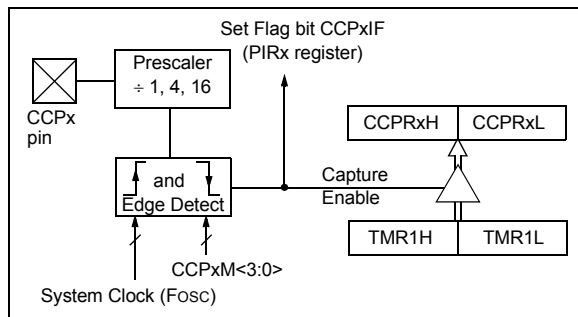 Set Flag bit CCPxIF
(PIRx register)
Prescaler
÷ 1, 4, 16
CCPx
pin
CCPRxH
CCPRxL
and
Edge Detect
Capture
Enable
TMR1H
TMR1L
CCPxM<3:0>
System Clock (FOSC)